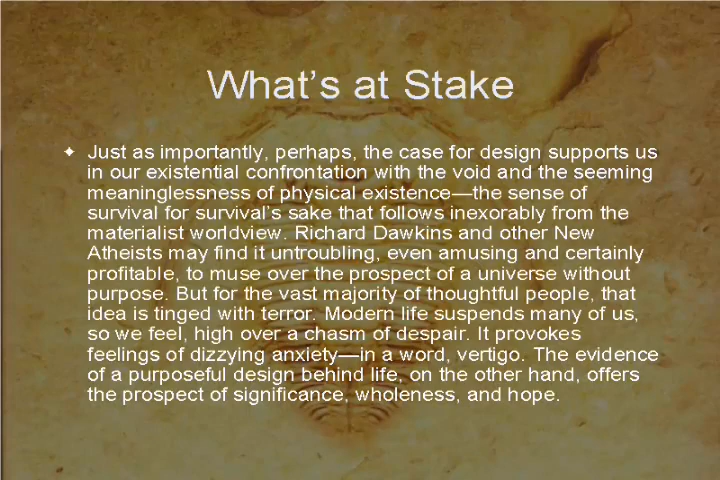 What's at Stake
Just as importantly, perhaps, the case for design supports us
in our existential confrontation with the void and the seeming
meaninglessness of physical existence—the sense of
survival for survival's sake that follows inexorably from the
materialist worldview. Richard Dawkins and other New
Atheists may find it untroubling, even amusing and certainly
profitable, to muse over the prospect of a universe without
purpose. But for the vast majority of thoughtful people, that
idea is tinged with terror. Modern life suspends many of us,
so we feel, high over a chasm of despair. It provokes
feelings of dizzying anxiety—in a word, vertigo. The evidence
of a purposeful design behind life, on the other hand, offers
the prospect of significance, wholeness, and hope.